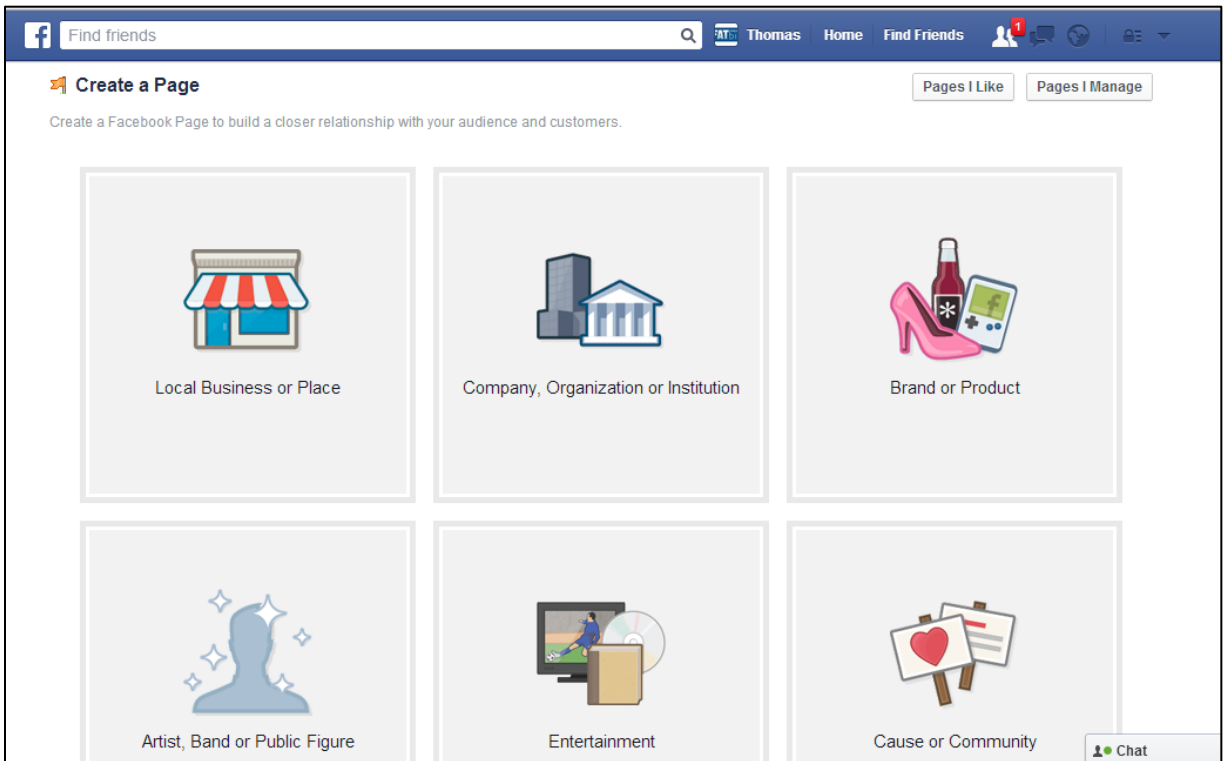 f Find friends Thomas Home Find Friends 1
Create a Page Pages I Like Pages I Manage
Create a Facebook Page to build a closer relationship with your audience and customers.
Local Business or Place Company, Organization or Institution Brand or Product
Artist, Band or Public Figure Entertainment Cause or Community
Chat